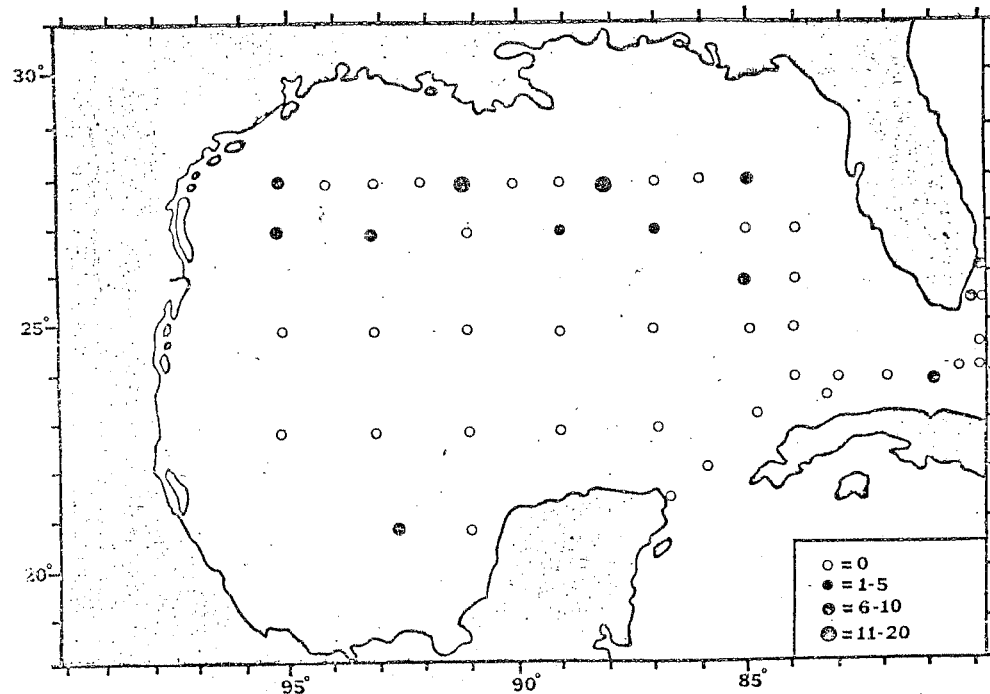 30°
25°
20°
95°
90°
85°
○ = 0
● = 1-5
● = 6-10
● = 11-20